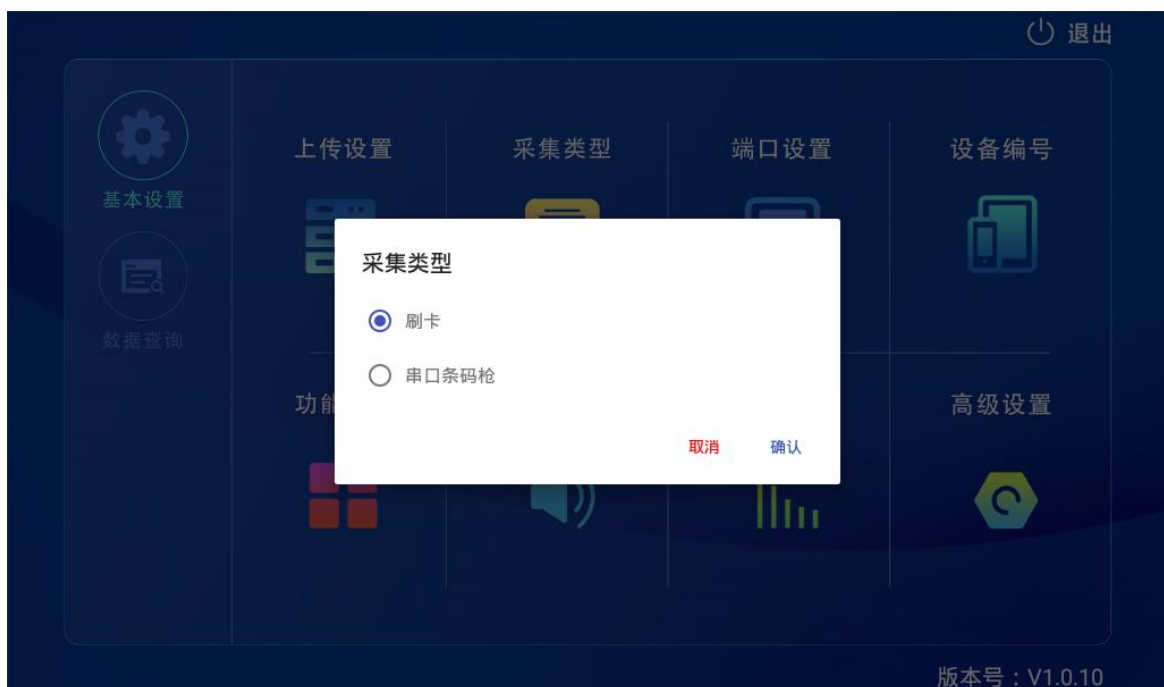 退出
上传设置
采集类型
端口设置
设备编号
基本设置
数据查询
采集类型
刷卡
串口条码枪
取消
确认
功能
高级设置
版本号：V1.0.10